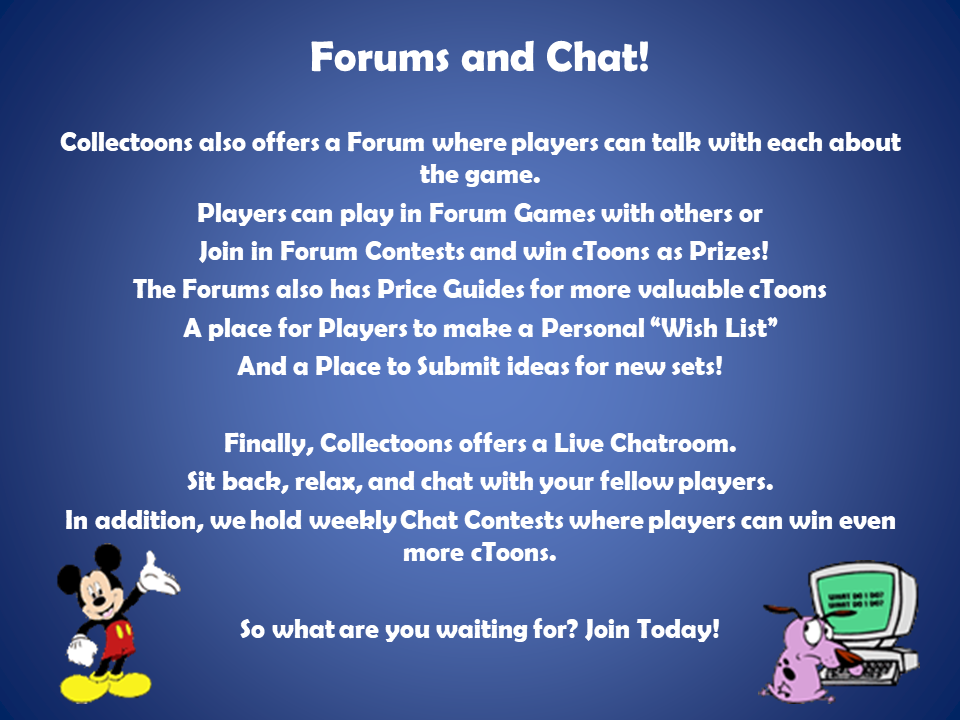 Forums and Chat!
Collectoons also offers a Forum where players can talk with each about
the game.
Players can play in Forum Games with others or
Join in Forum Contests and win cToons as Prizes!
The Forums also has Price Guides for more valuable cToons
A place for Players to make a Personal “Wish List”
And a Place to Submit ideas for new sets!
Finally, Collectoons offers a Live Chatroom.
Sit back, relax, and chat with your fellow players.
In addition, we hold weekly Chat Contests where players can win even
more cToons.
WHAT DO I DO?
WHAT DO I DO?
So what are you waiting for? Join Today!